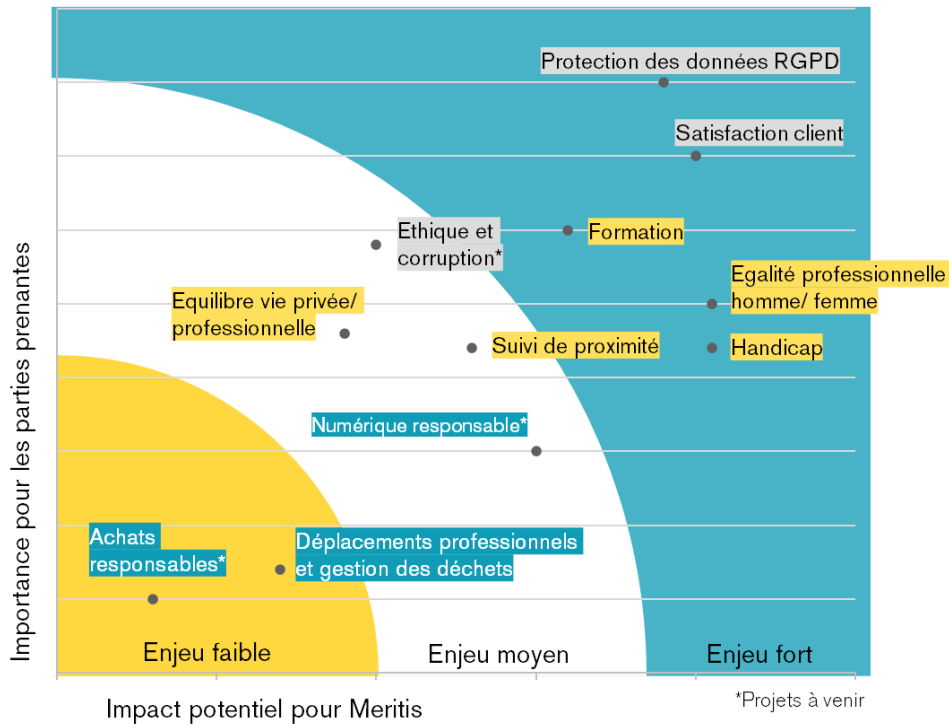 Protection des données RGPD
Satisfaction client
Ethique et
corruption*
Formation
Egalité professionnelle
homme/ femme
Equilibre vie privée/
professionnelle
Suivi de proximité
Handicap
Numérique responsable*
Achats
responsables*
Déplacements professionnels
et gestion des déchets
Enjeu faible
Enjeu moyen
Enjeu fort
Importance pour les parties prenantes
Impact potentiel pour Meritis
*Projets à venir